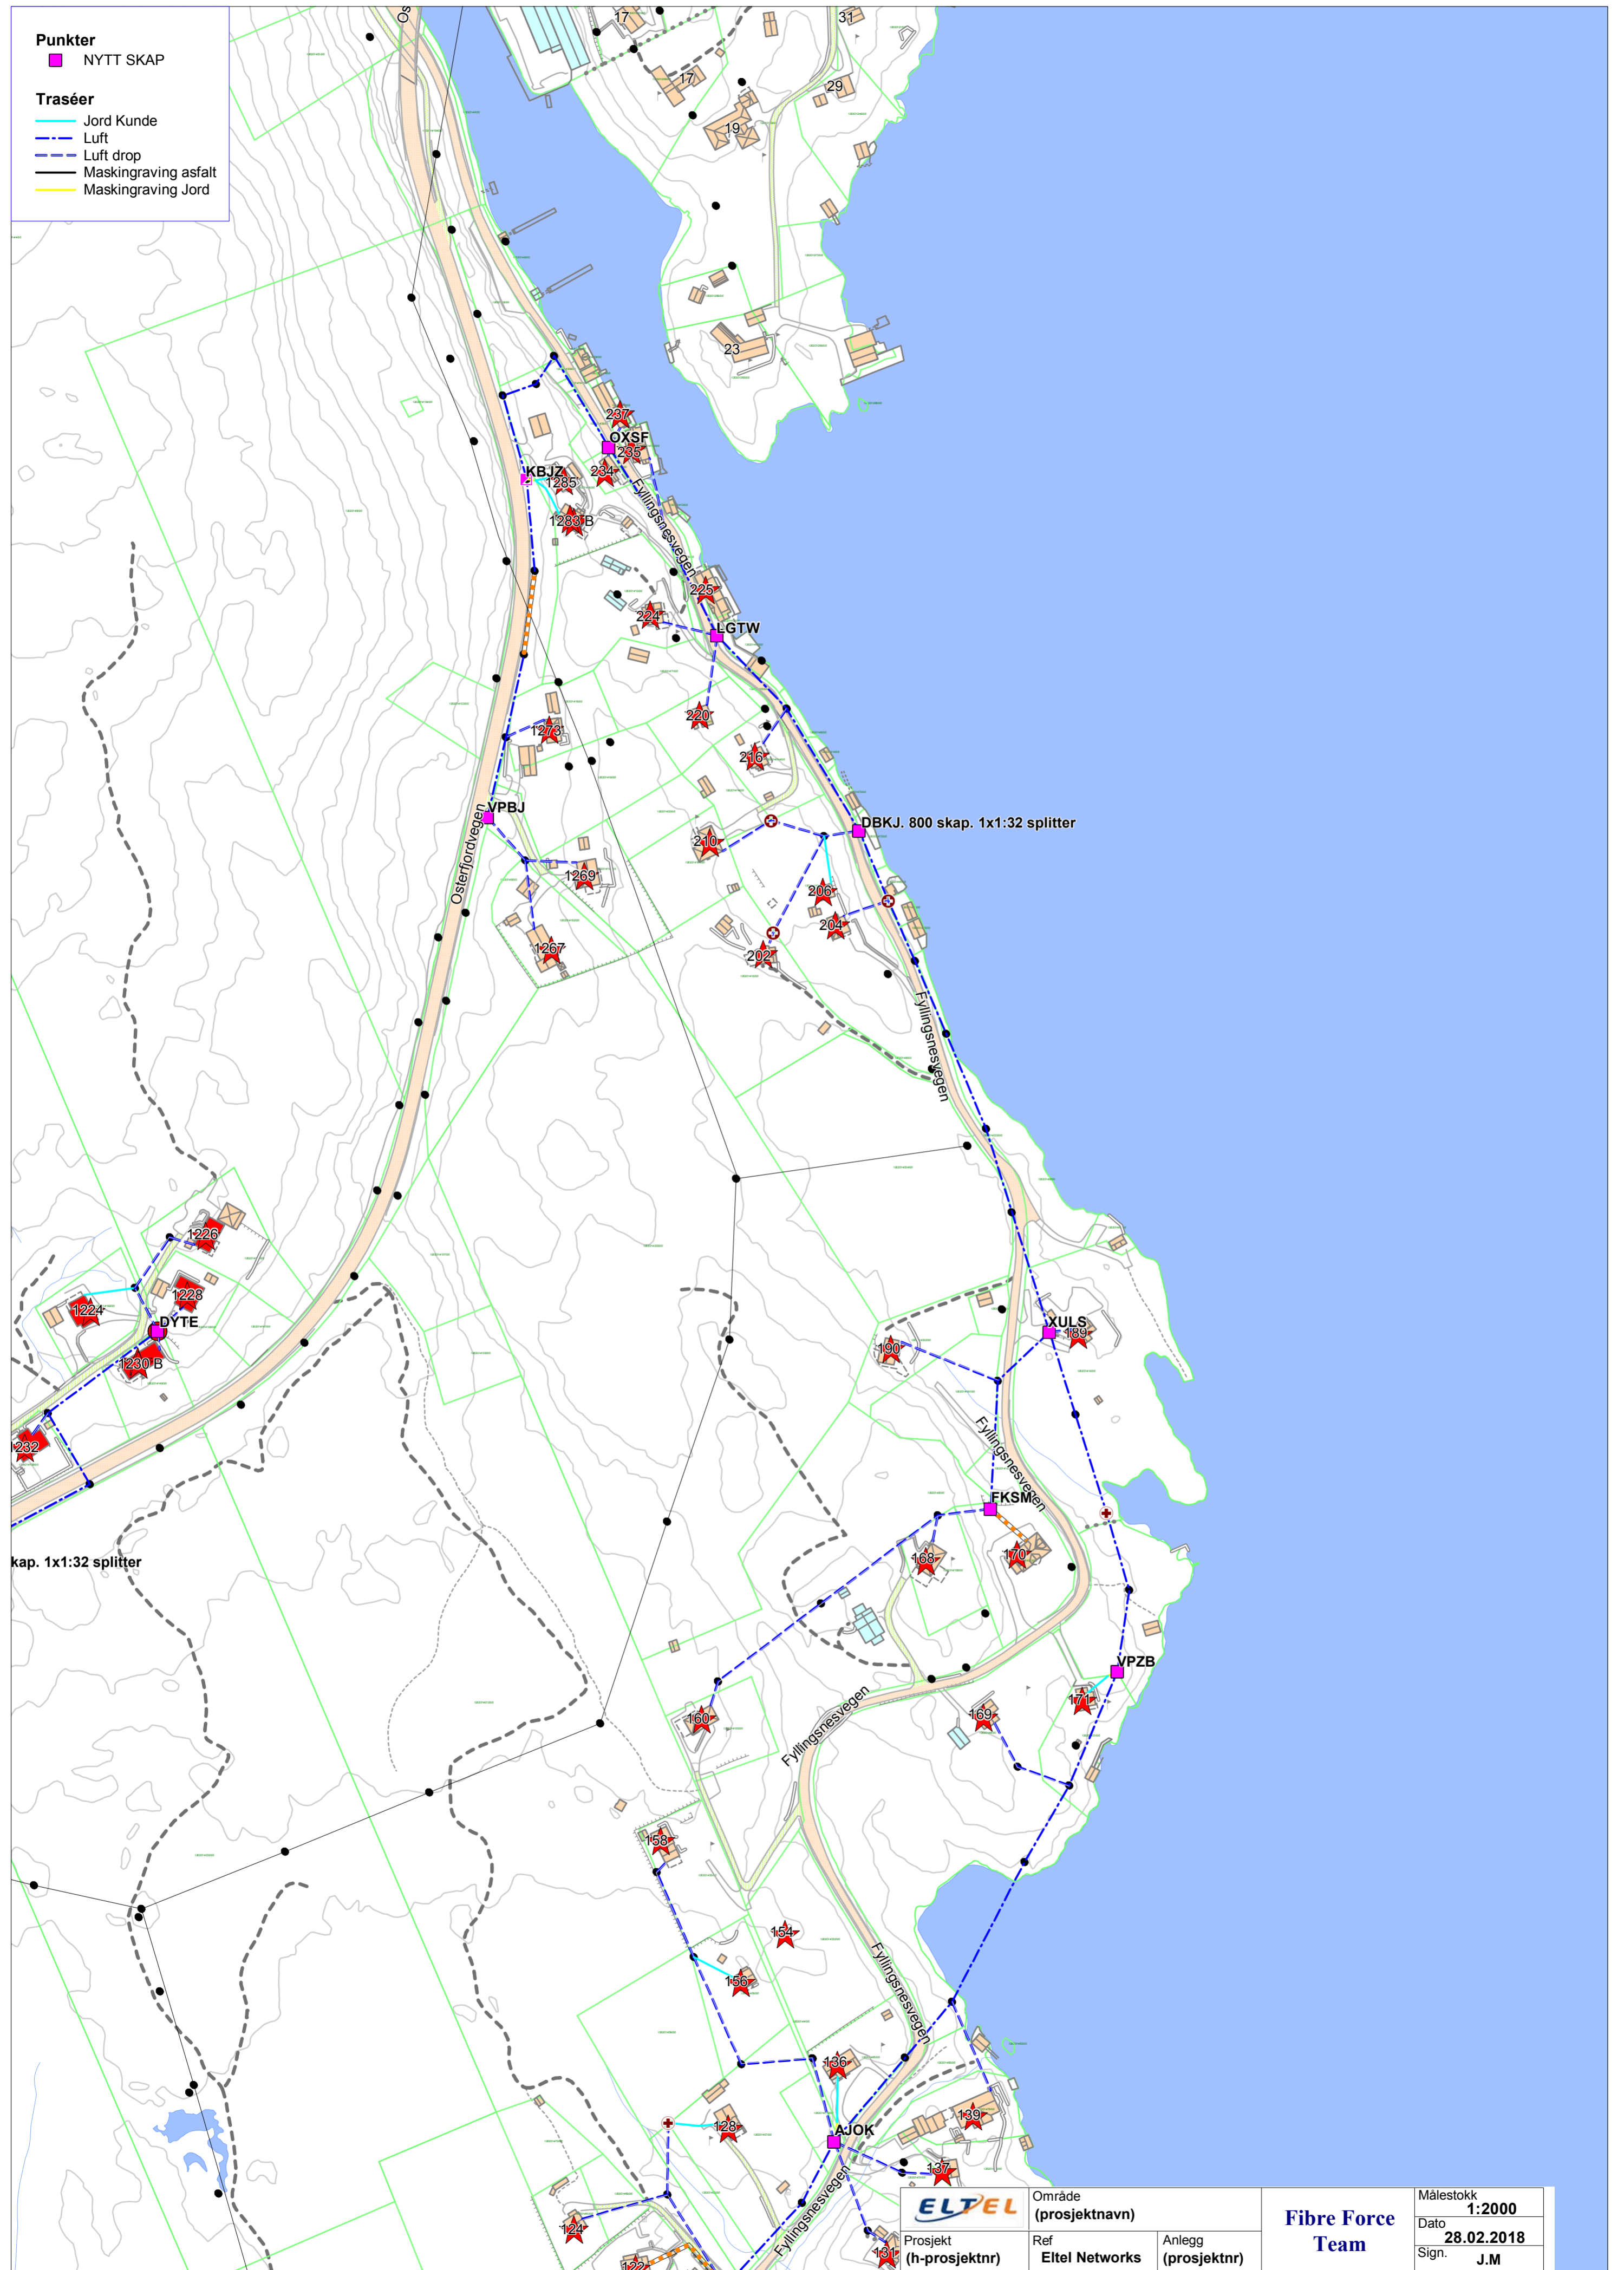 Punkter
NYTT SKAP
Traséer
Jord Kunde
Luft
Luft drop
Maskingraving asfalt
Maskingraving Jord
Os
17
31
17
29
19
23
237
OXSF
235
234
KBJZ
1285
1283 B
Fyllingsnesvegen
225
224
LGTW
220
1273
216
VPBJ
DBKJ. 800 skap. 1x1:32 splitter
210
Osterfjordvegen
1269
206
204
1267
202
Fyllingsnesvegen
1226
1228
1224
DYTE
XULS
189
190
1230 B
1232
Fyllingsnesvegen
FKSM
kap. 1x1:32 splitter
168
170
VPZB
171
169
160
Fyllingsnesvegen
158
154
Fyllingsnesvegen
156
136
139
128
AJOK
137
Fyllingsnesvegen
124
131
122
ELTEL
Område
(prosjektnavn)
Prosjekt
(h-prosjektnr)
Ref
Eltel Networks
Anlegg
(prosjektnr)
Fibre Force
Team
Målestokk
1:2000
Dato
28.02.2018
Sign.
J.M